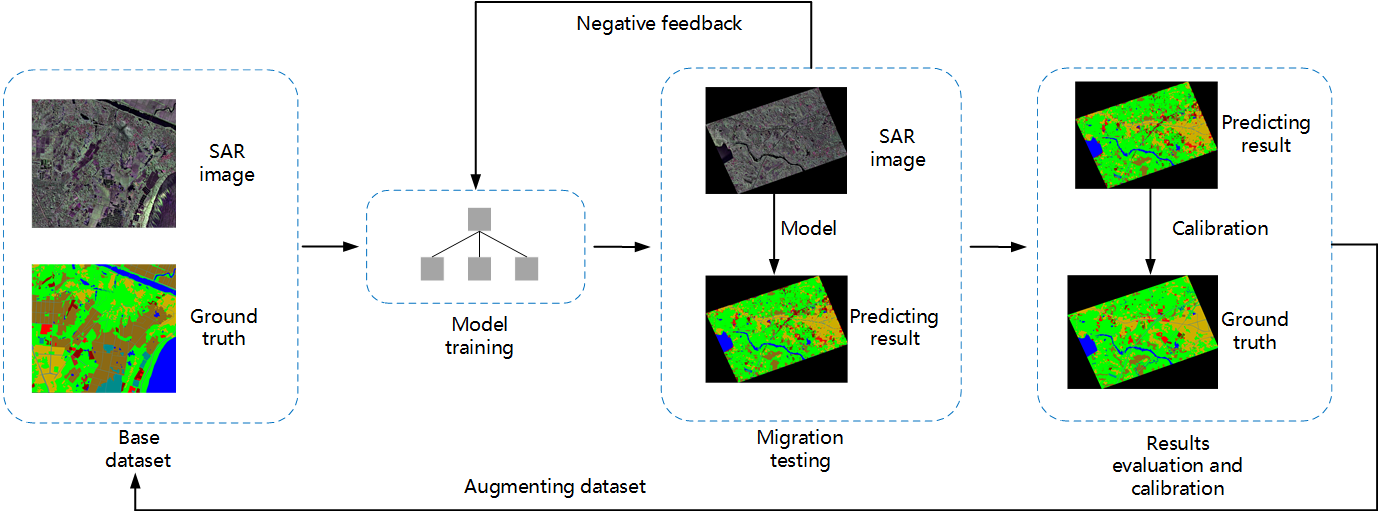 Negative feedback
SAR
image
Ground
truth
Base
dataset
Model
training
SAR
image
Model
Predicting
result
Migration
testing
Predicting
result
Calibration
Ground
truth
Results
evaluation and
calibration
Augmenting dataset